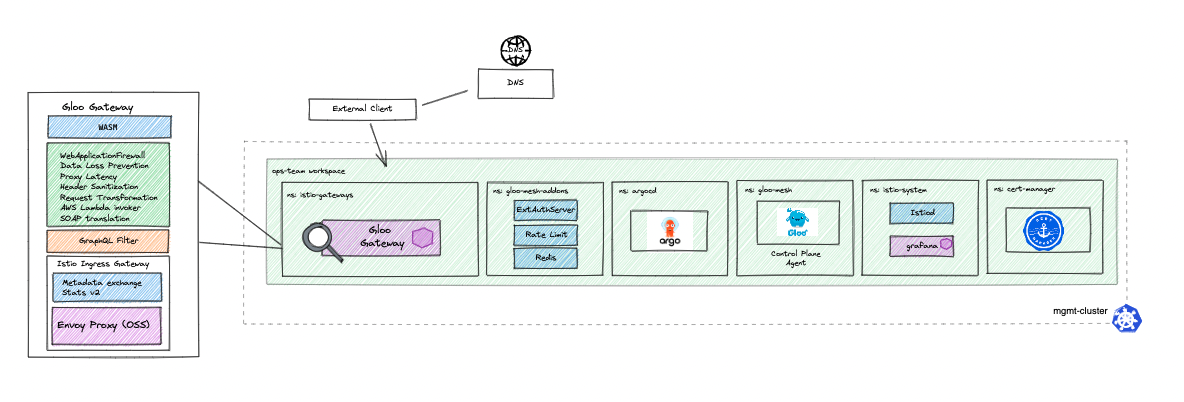 DNS
DNS
External Client
Gloo Gateway
WASM
WebApplicationFirewall
Data Loss Prevention
Proxy Latency
Header Sanitization
Request Transformation
AWS Lambda invoker
SOAP translation
GraphQL Filter
Istio Ingress Gateway
Metadata exchange
Stats v2
Envoy Proxy (OSS)
ops-team workspace
ns: istio-gateways
Gloo
Gateway
ns: gloo-mesh-addons
ExtAuthServer
Rate Limit
Redis
ns: argocd
argo
ns: gloo-mesh
Gloo
Control Plane
Agent
ns: istio-system
Istiod
grafana
ns: cert-manager
CERT
MANAGER
mgmt-cluster